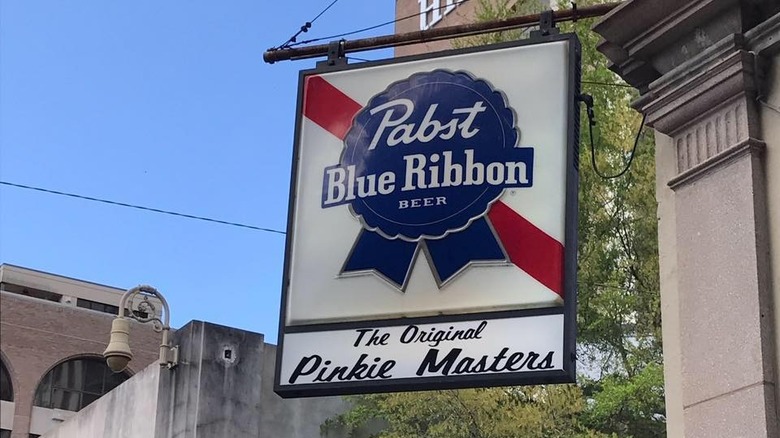 Pabst
Blue Ribbon®
BEER
The Original
Pinkie Masters